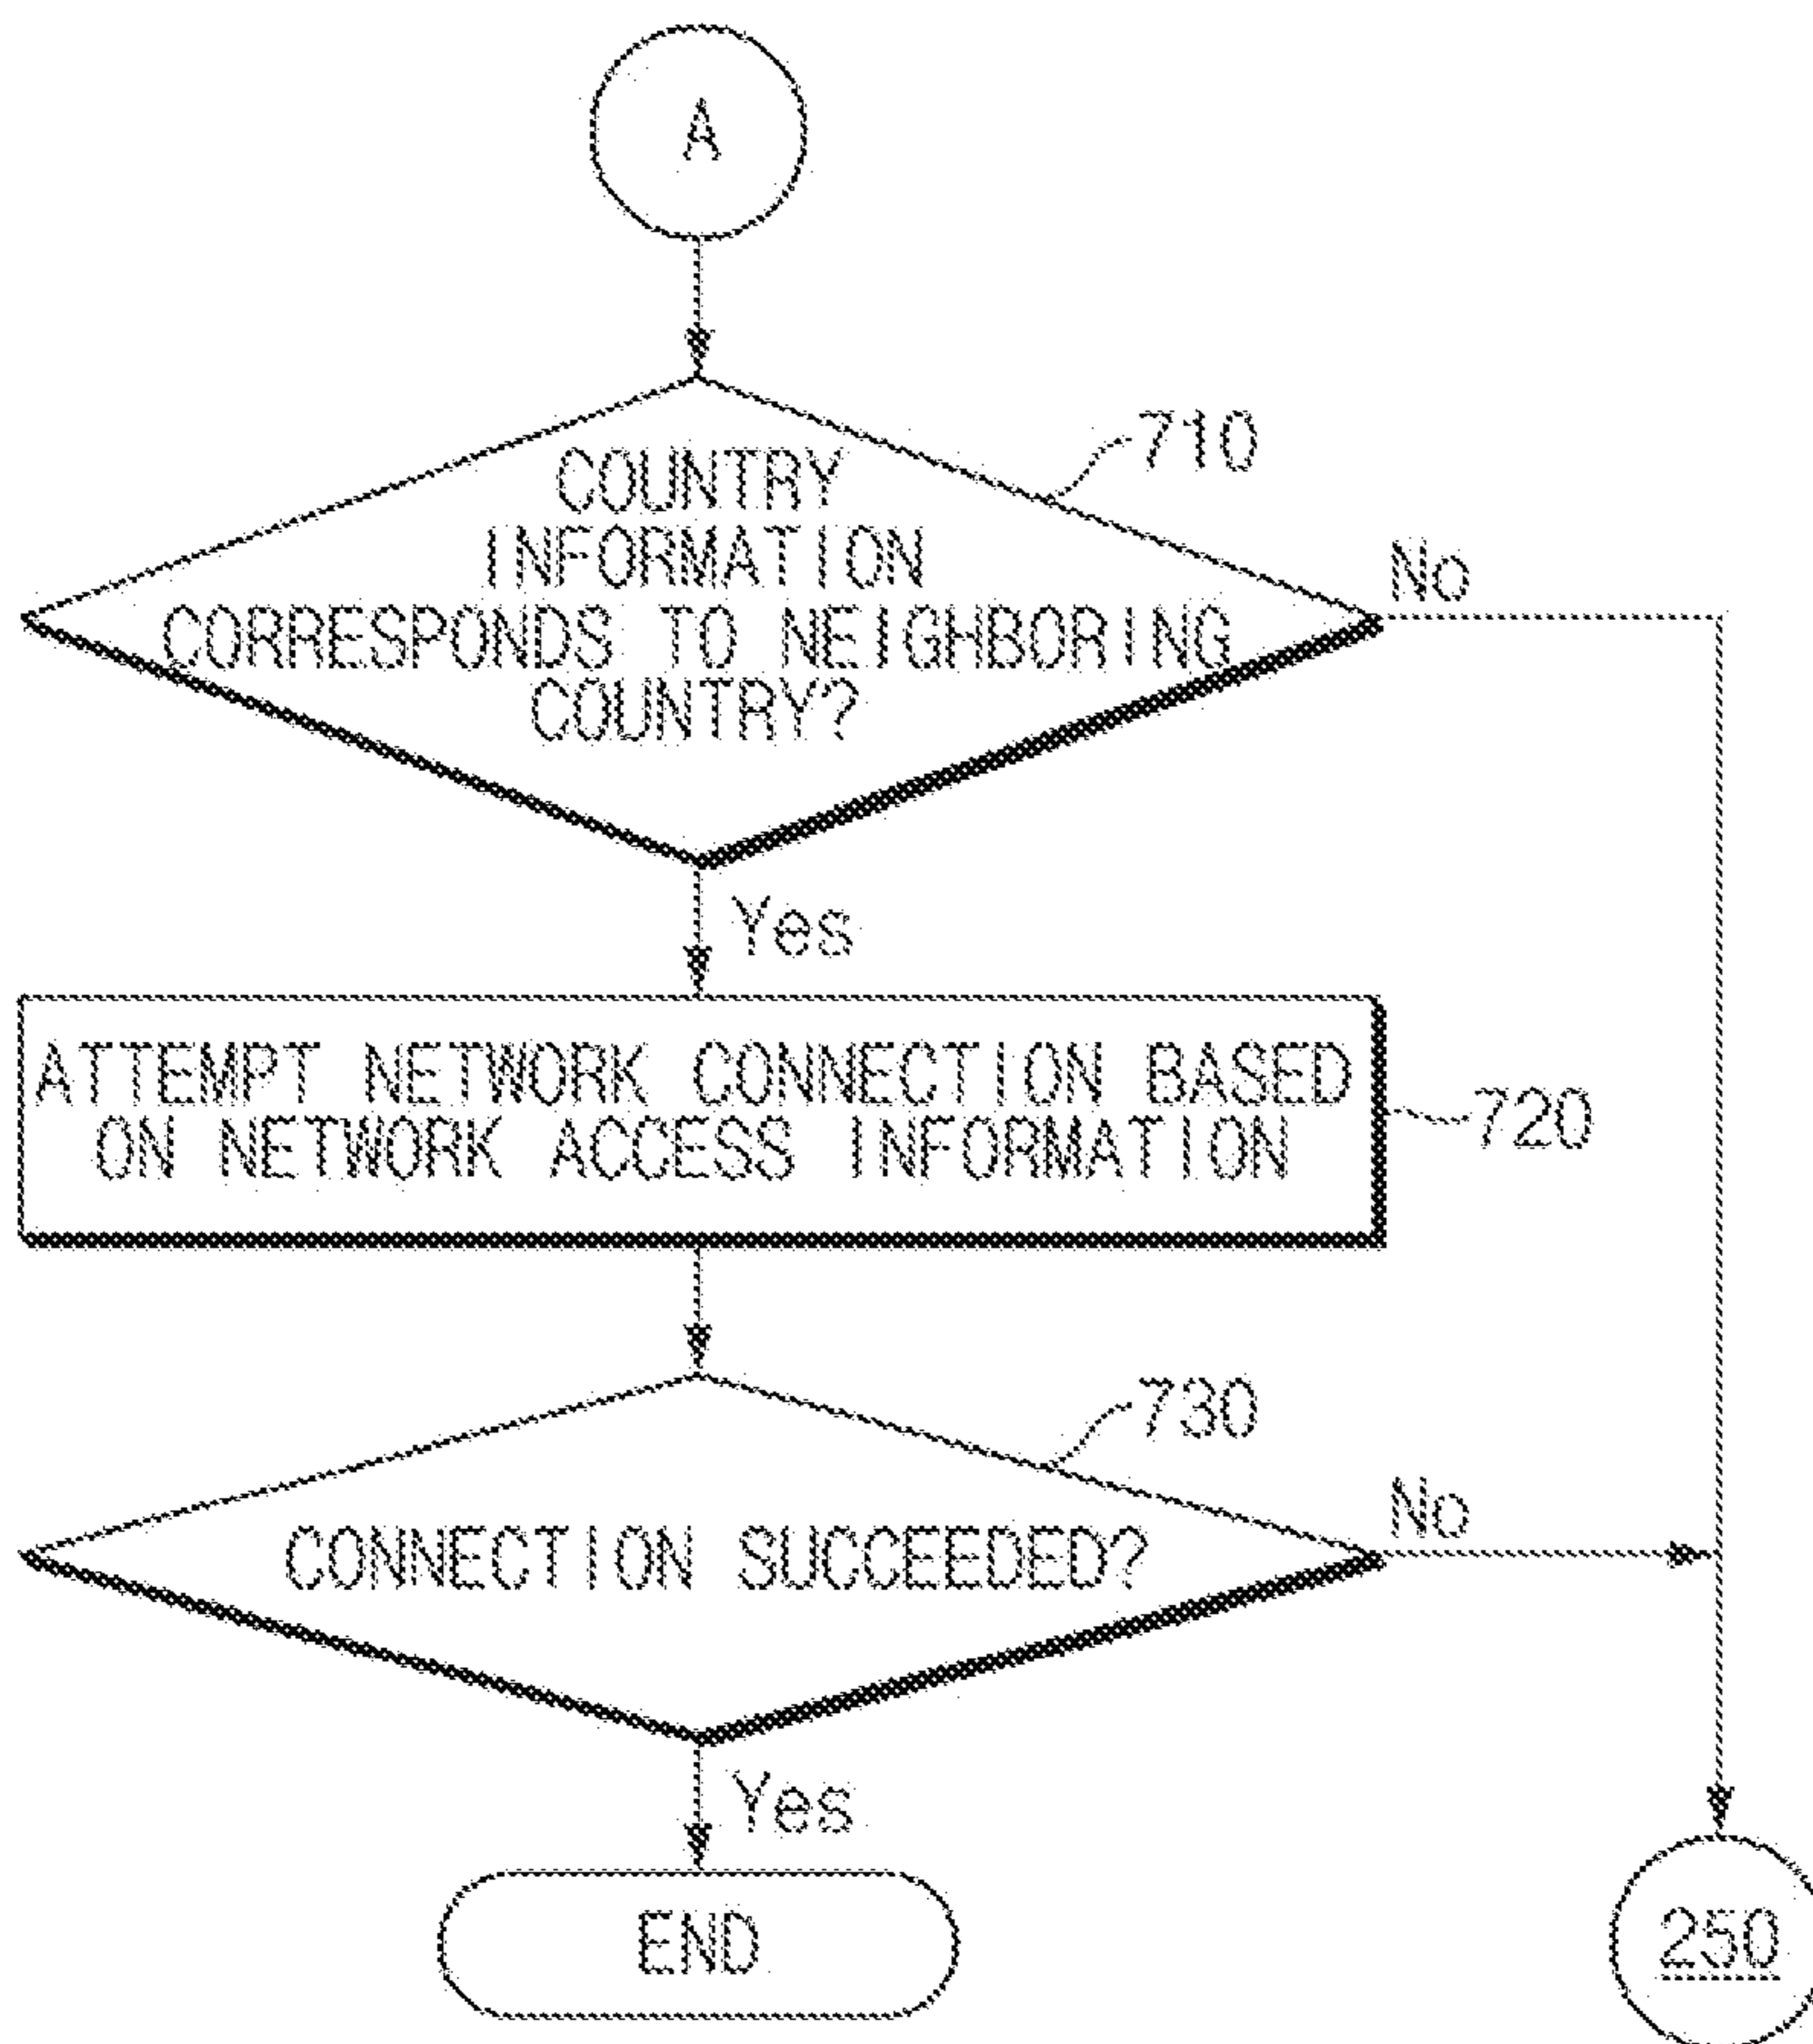 A
710
COUNTRY
INFORMATION
CORRESPONDS TO NEIGHBORING
COUNTRY?
No
Yes
ATTEMPT NETWORK CONNECTION BASED
ON NETWORK ACCESS INFORMATION
720
730
CONNECTION SUCCEEDED?
No
Yes
END
250